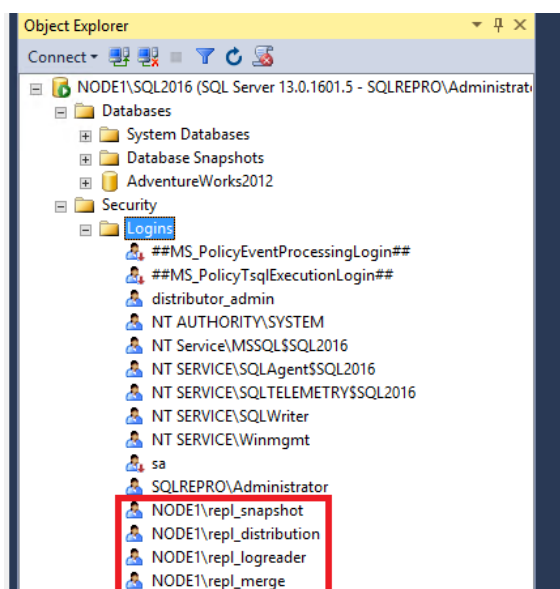 Object Explorer
Connect
NODE1\SQL2016 (SQL Server 13.0.1601.5 - SQLREPRO\Administrat
Databases
System Databases
Database Snapshots
AdventureWorks2012
Security
Logins
##MS_PolicyEventProcessingLogin##
##MS_PolicyTsqlExecutionLogin##
distributor_admin
NT AUTHORITY\SYSTEM
NT Service\MSSQL$SQL2016
NT SERVICE\SQLAgent$SQL2016
NT SERVICE\SQLTELEMETRY$SQL2016
NT SERVICE\SQLWriter
NT SERVICE\Winmgmt
sa
SQLREPRO\Administrator
NODE1\repl_snapshot
NODE1\repl_distribution
NODE1\repl_logreader
NODE1\repl_merge